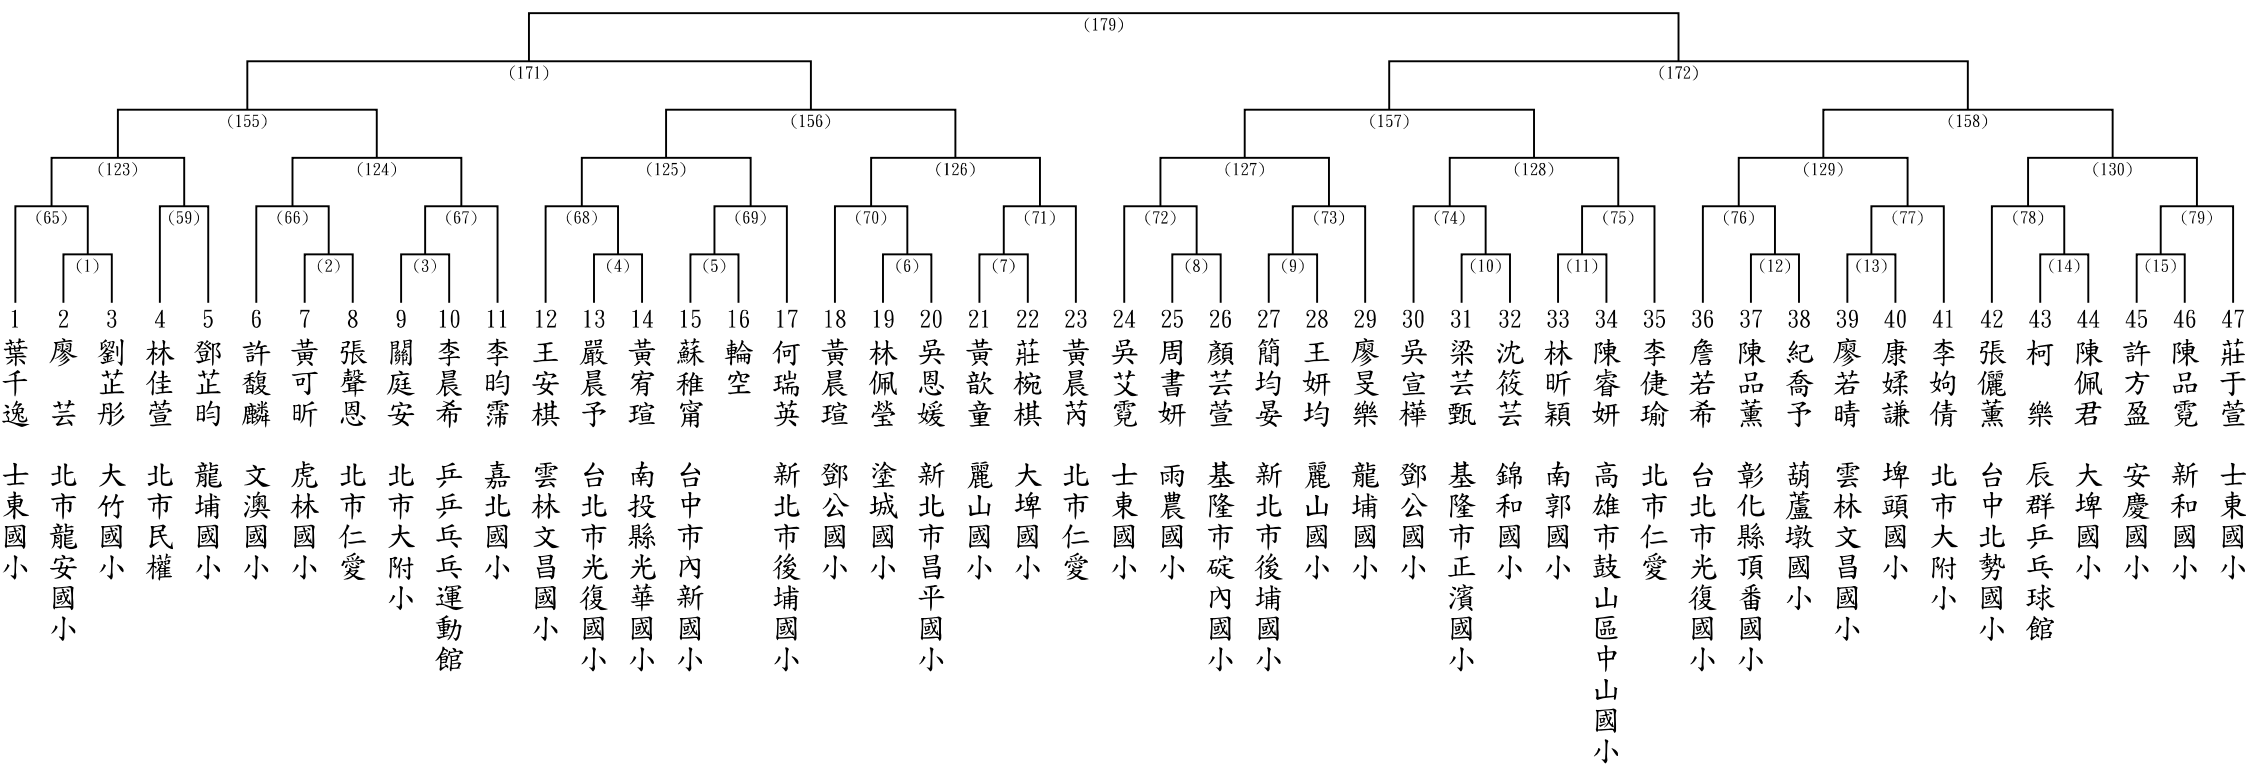 (179)
(171) (172)
(155) (156) (157) (158)
(123) (124) (125) (126) (127) (128) (129) (130)
(65) (59) (66) (67) (68) (69) (70) (71) (72) (73) (74) (75) (76) (77) (78) (79)
(1) (2) (3) (4) (5) (6) (7) (8) (9) (10) (11) (12) (13) (14) (15)
1 葉千逸 士東國小
2 廖 芸 北市龍安國小
3 劉芷彤 大竹國小
4 林佳萱 北市民權
5 鄧芷昀 龍埔國小
6 許馥麟 文澳國小
7 黃可昕 虎林國小
8 張聲恩 北市仁愛
9 關庭安 北市大附小
10 李晨希 乒乒乓乓運動館
11 李昀霈 嘉北國小
12 王安棋 雲林文昌國小
13 嚴晨予 台北市光復國小
14 黃宥瑄 南投縣光華國小
15 蘇稚甯 台中市內新國小
16 輪空
17 何瑞英 新北市後埔國小
18 黃晨瑄 鄧公國小
19 林佩瑩 塗城國小
20 吳恩媛 新北市昌平國小
21 黃歆童 麗山國小
22 莊椀棋 大埤國小
23 黃晨芮 北市仁愛
24 吳艾霓 士東國小
25 周書妍 雨農國小
26 顏芸萱 基隆市碇內國小
27 簡均晏 新北市後埔國小
28 王妍均 麗山國小
29 廖旻樂 龍埔國小
30 吳宣樺 鄧公國小
31 梁芸甄 基隆市正濱國小
32 沈筱芸 錦和國小
33 林昕穎 南郭國小
34 陳睿妍 高雄市鼓山區中山國小
35 李倢瑜 北市仁愛
36 詹若希 台北市光復國小
37 陳品薰 彰化縣頂番國小
38 紀喬予 葫蘆墩國小
39 廖若晴 雲林文昌國小
40 康媃謙 埤頭國小
41 李姁倩 北市大附小
42 張儷薰 台中北勢國小
43 柯 樂 辰群乒乓球館
44 陳佩君 大埤國小
45 許方盈 安慶國小
46 陳品霓 新和國小
47 莊于萱 士東國小